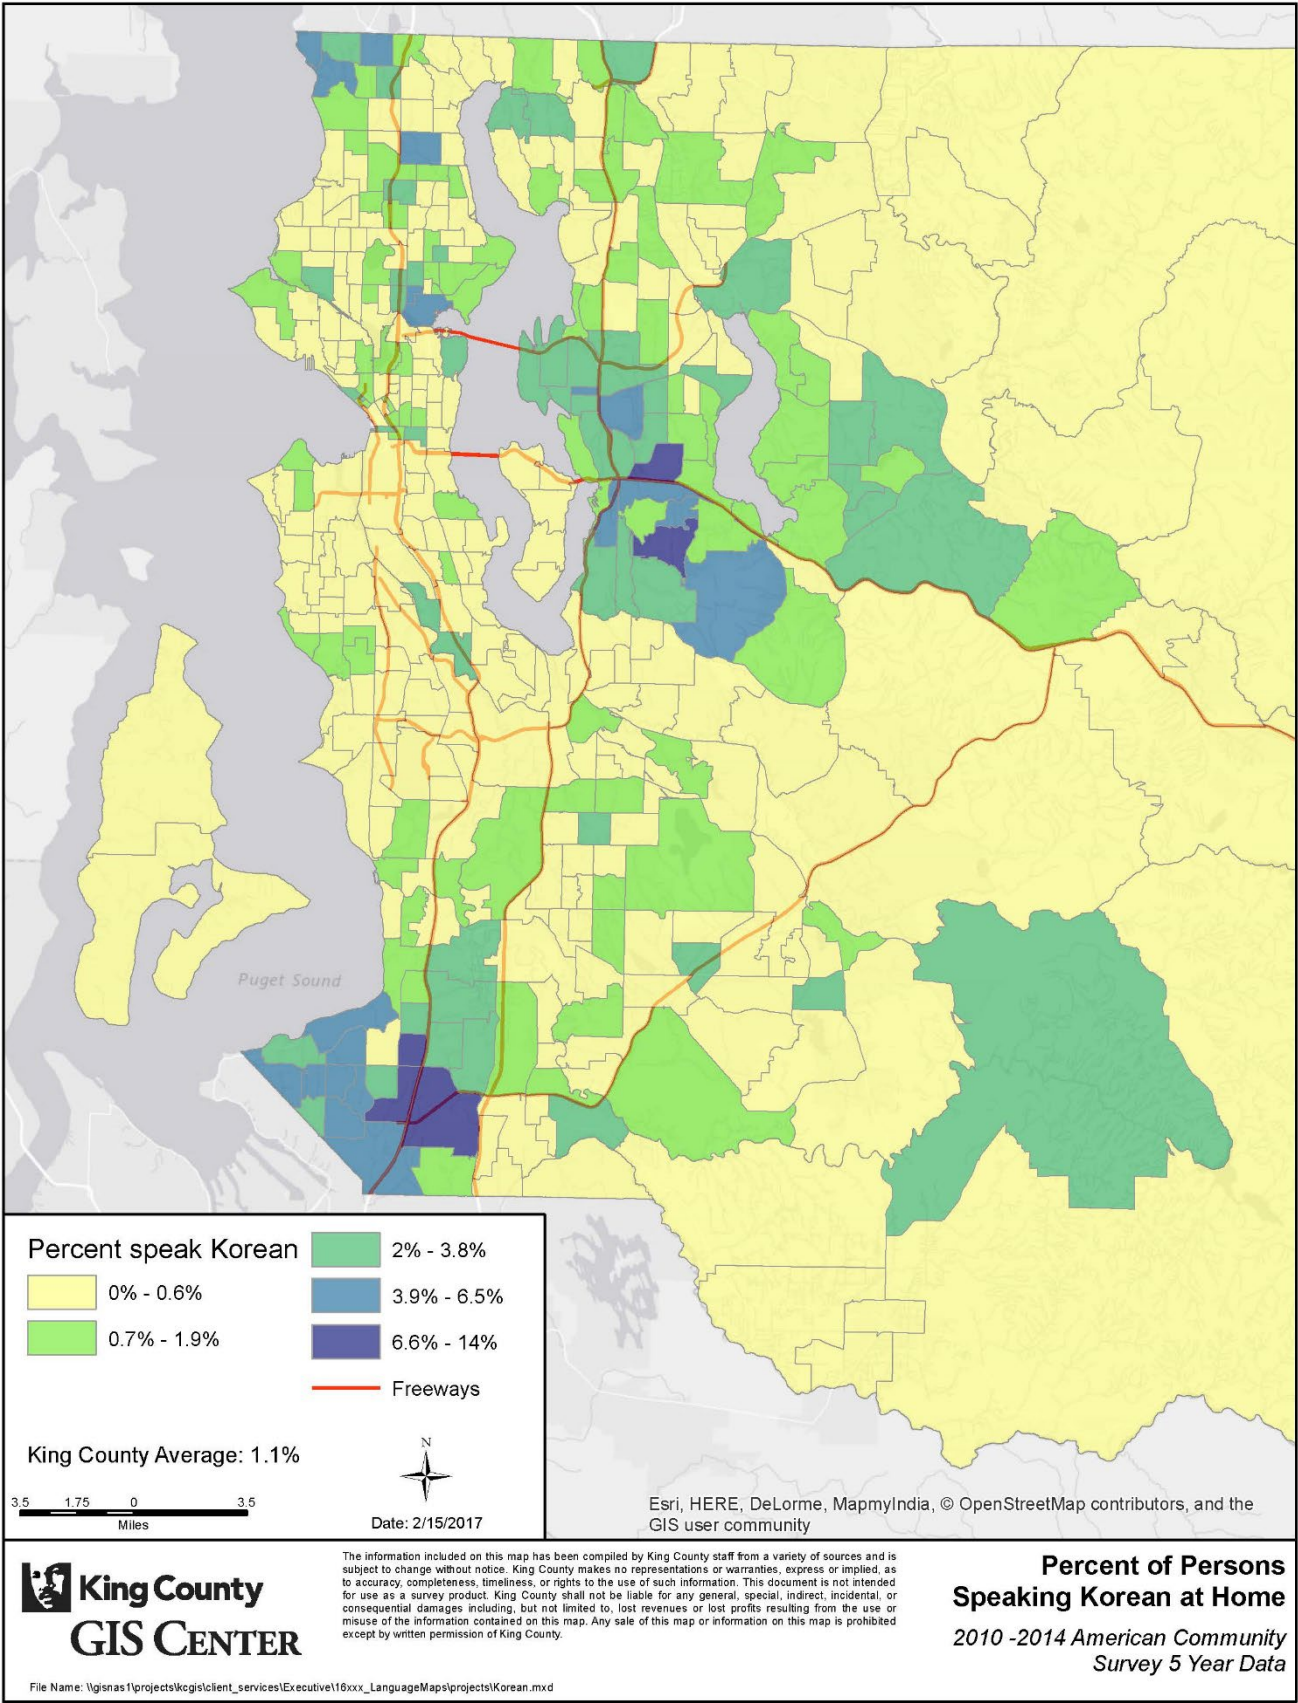 Puget Sound
Percent speak Korean
0% - 0.6%
0.7% - 1.9%
2% - 3.8%
3.9% - 6.5%
6.6% - 14%
Freeways
King County Average: 1.1%
N
3.5 1.75 0 3.5
Miles
Date: 2/15/2017
Esri, HERE, DeLorme, MapmyIndia, © OpenStreetMap contributors, and the
GIS user community
King County
GIS CENTER
The information included on this map has been compiled by King County staff from a variety of sources and is
subject to change without notice. King County makes no representations or warranties, express or implied, as
to accuracy, completeness, timeliness, or rights to the use of such information. This document is not intended
for use as a survey product. King County shall not be liable for any general, special, indirect, incidental, or
consequential damages including, but not limited to, lost revenues or lost profits resulting from the use or
misuse of the information contained on this map. Any sale of this map or information on this map is prohibited
except by written permission of King County.
Percent of Persons
Speaking Korean at Home
2010 -2014 American Community
Survey 5 Year Data
File Name: \\gisnas1\projects\kcgis\client_services\Executive\16xxx_LanguageMaps\projects\Korean.mxd